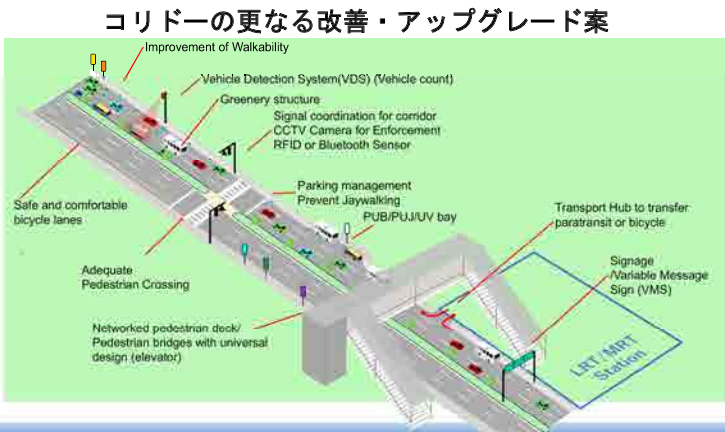 コリドーの更なる改善・アップグレード案
Improvement of Walkability
Vehicle Detection System(VDS) (Vehicle count)
Greenery structure
Signal coordination for corridor
CCTV Camera for Enforcement
RFID or Bluetooth Sensor
Parking management
Prevent Jaywalking
PUB/PUJ/UV bay
Safe and comfortable
bicycle lanes
Transport Hub to transfer
paratransit or bicycle
Adequate
Pedestrian Crossing
Signage
/Variable Message
Sign (VMS)
Networked pedestrian deck/
Pedestrian bridges with universal
design (elevator)
LRT/MRT
Station